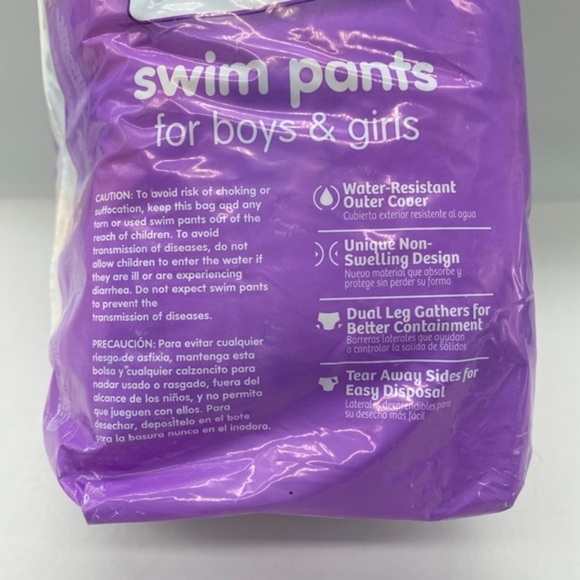 swim pants
for boys & girls
CAUTION: To avoid risk of choking or
suffocation, keep this bag and any
torn or used swim pants out of the
reach of children. To avoid
transmission of diseases, do not
allow children to enter the water if
they are ill or are experiencing
diarrhea. Do not expect swim pants
to prevent the
transmission of diseases.
PRECAUCIÓN: Para evitar cualquier
riesgo de asfixia, mantenga esta
bolsa y cualquier calzoncito para
nadar usado o rasgado, fuera del
alcance de los niños, y no permita
que jueguen con ellos. Para
desechar, deposítelo en el bote
para la basura nunca en el inodoro.
Water-Resistant
Outer Cover
Cubierta exterior resistente al agua
Unique Non-
Swelling Design
Nuevo material que absorbe y
protege sin perder su forma
Dual Leg Gathers for
Better Containment
Barreras laterales que ayudan
a controlar la salida de sólidos
Tear Away Sides for
Easy Disposal
Laterales desprendibles para
su desecho más fácil